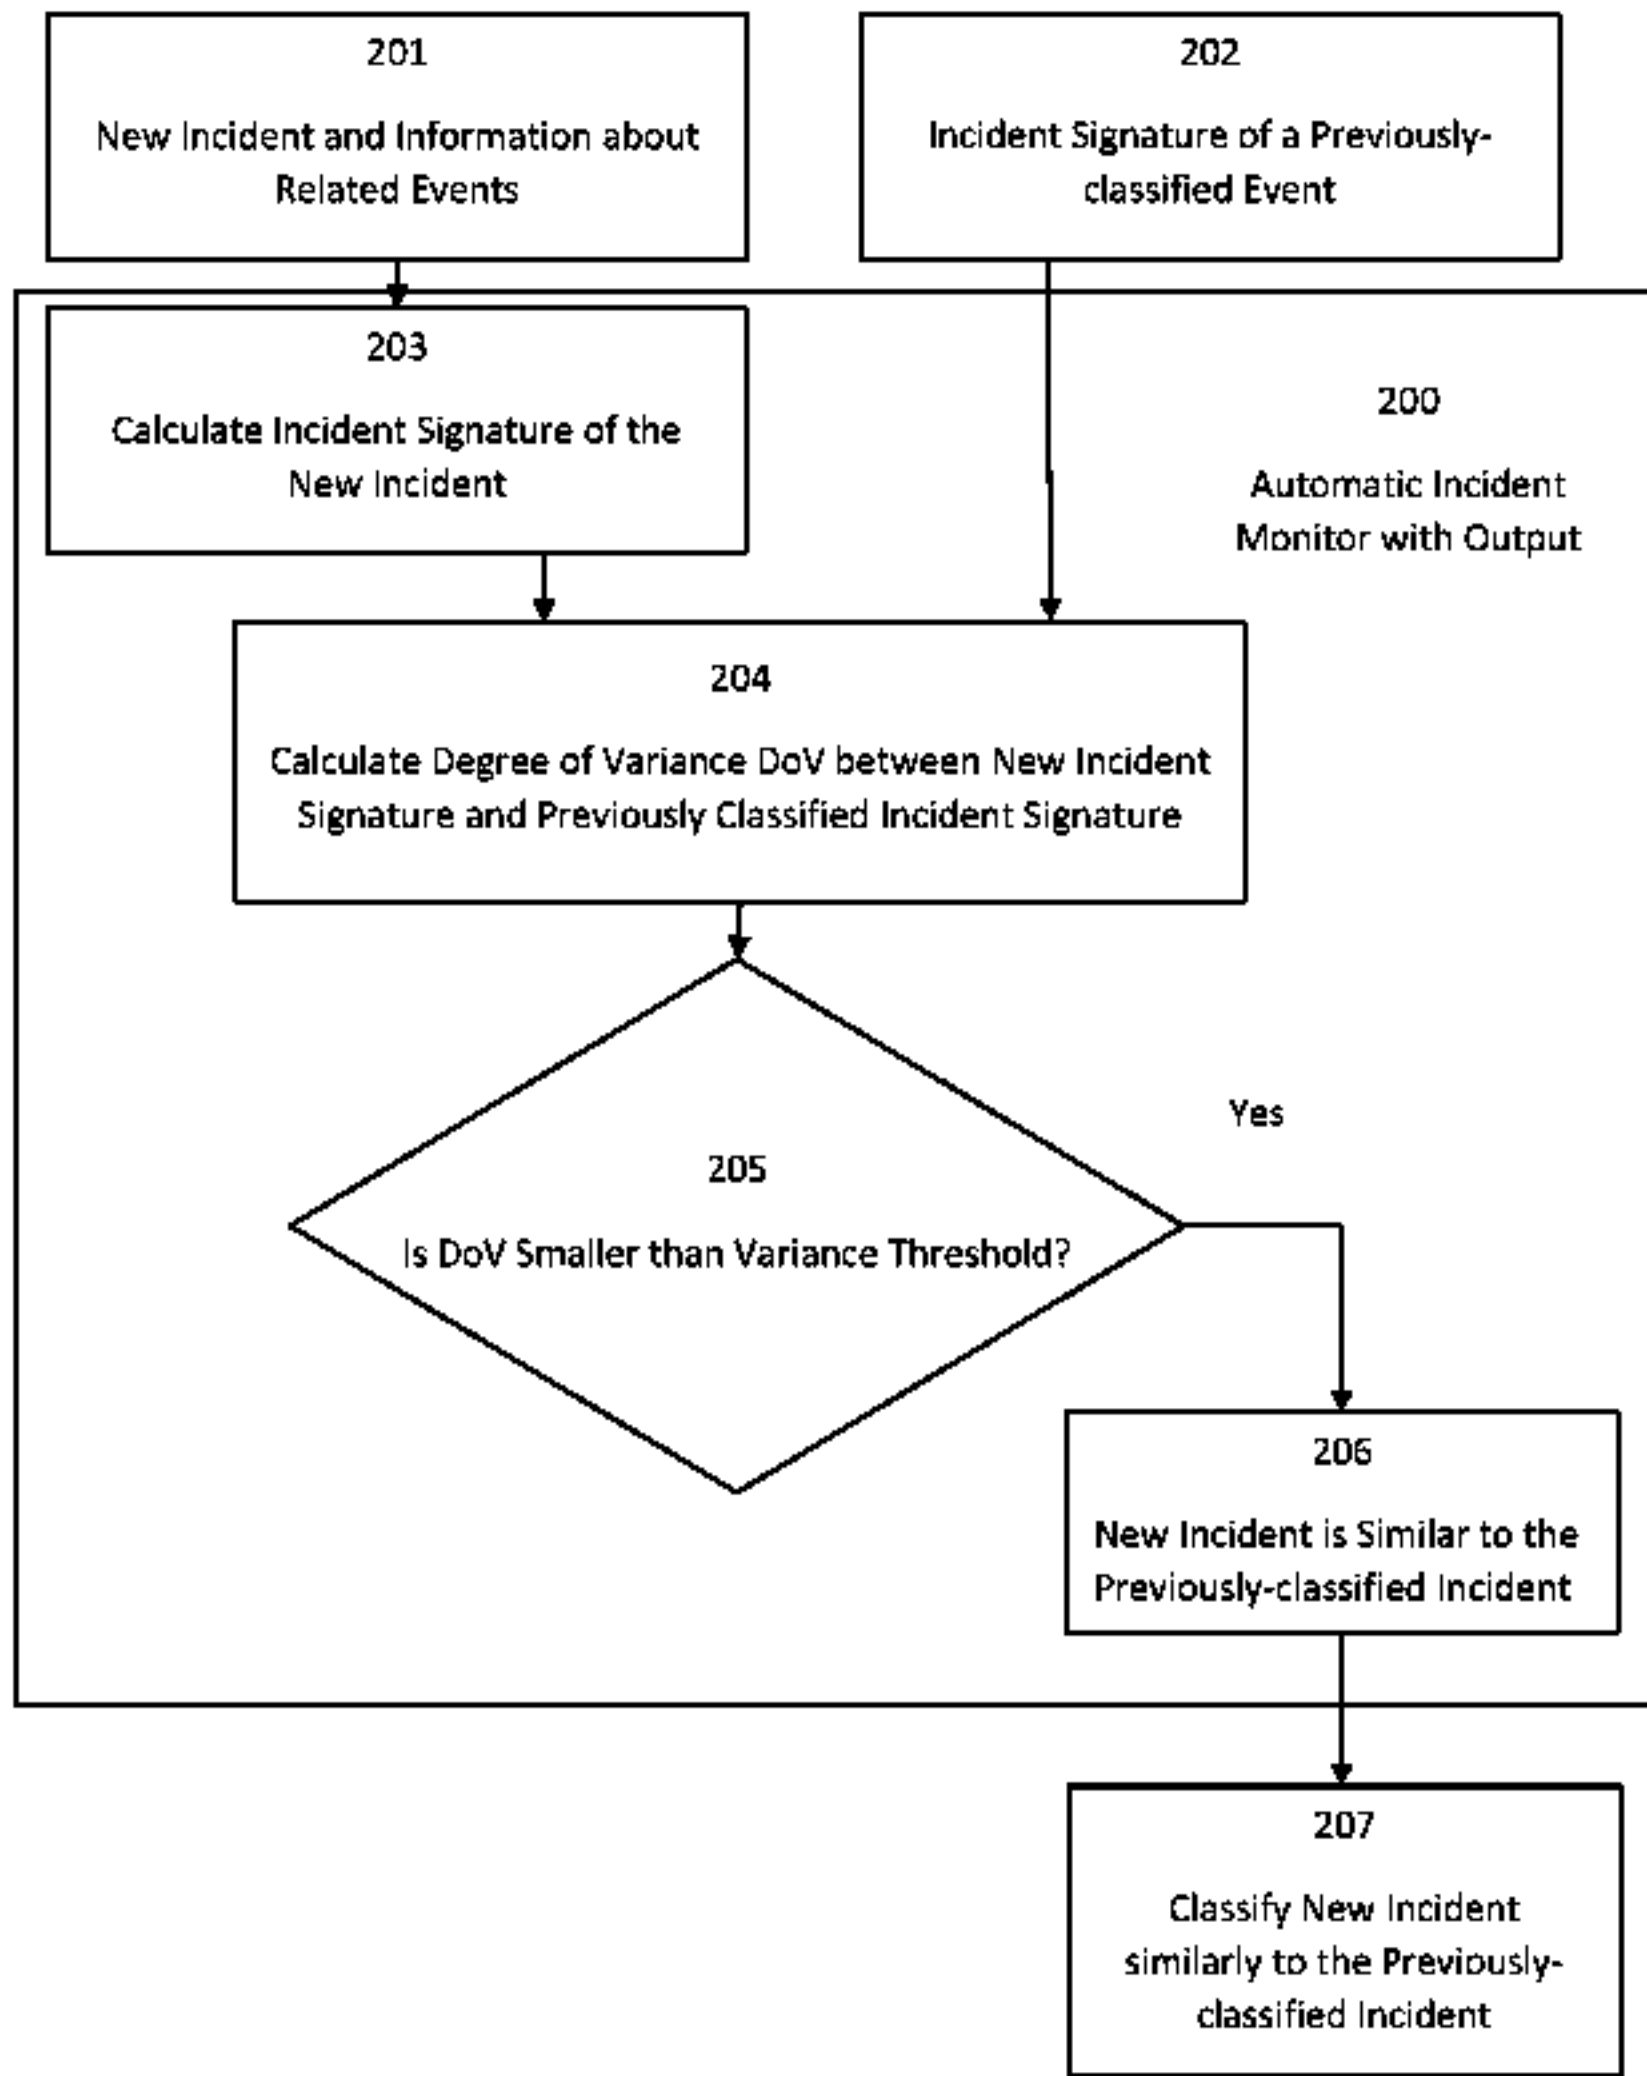 201
New Incident and Information about
Related Events
202
Incident Signature of a Previously-
classified Event
203
Calculate Incident Signature of the
New Incident
200
Automatic Incident
Monitor with Output
204
Calculate Degree of Variance DoV between New Incident
Signature and Previously Classified Incident Signature
Yes
205
Is DoV Smaller than Variance Threshold?
206
New Incident is Similar to the
Previously-classified Incident
207
Classify New Incident
similarly to the Previously-
classified Incident